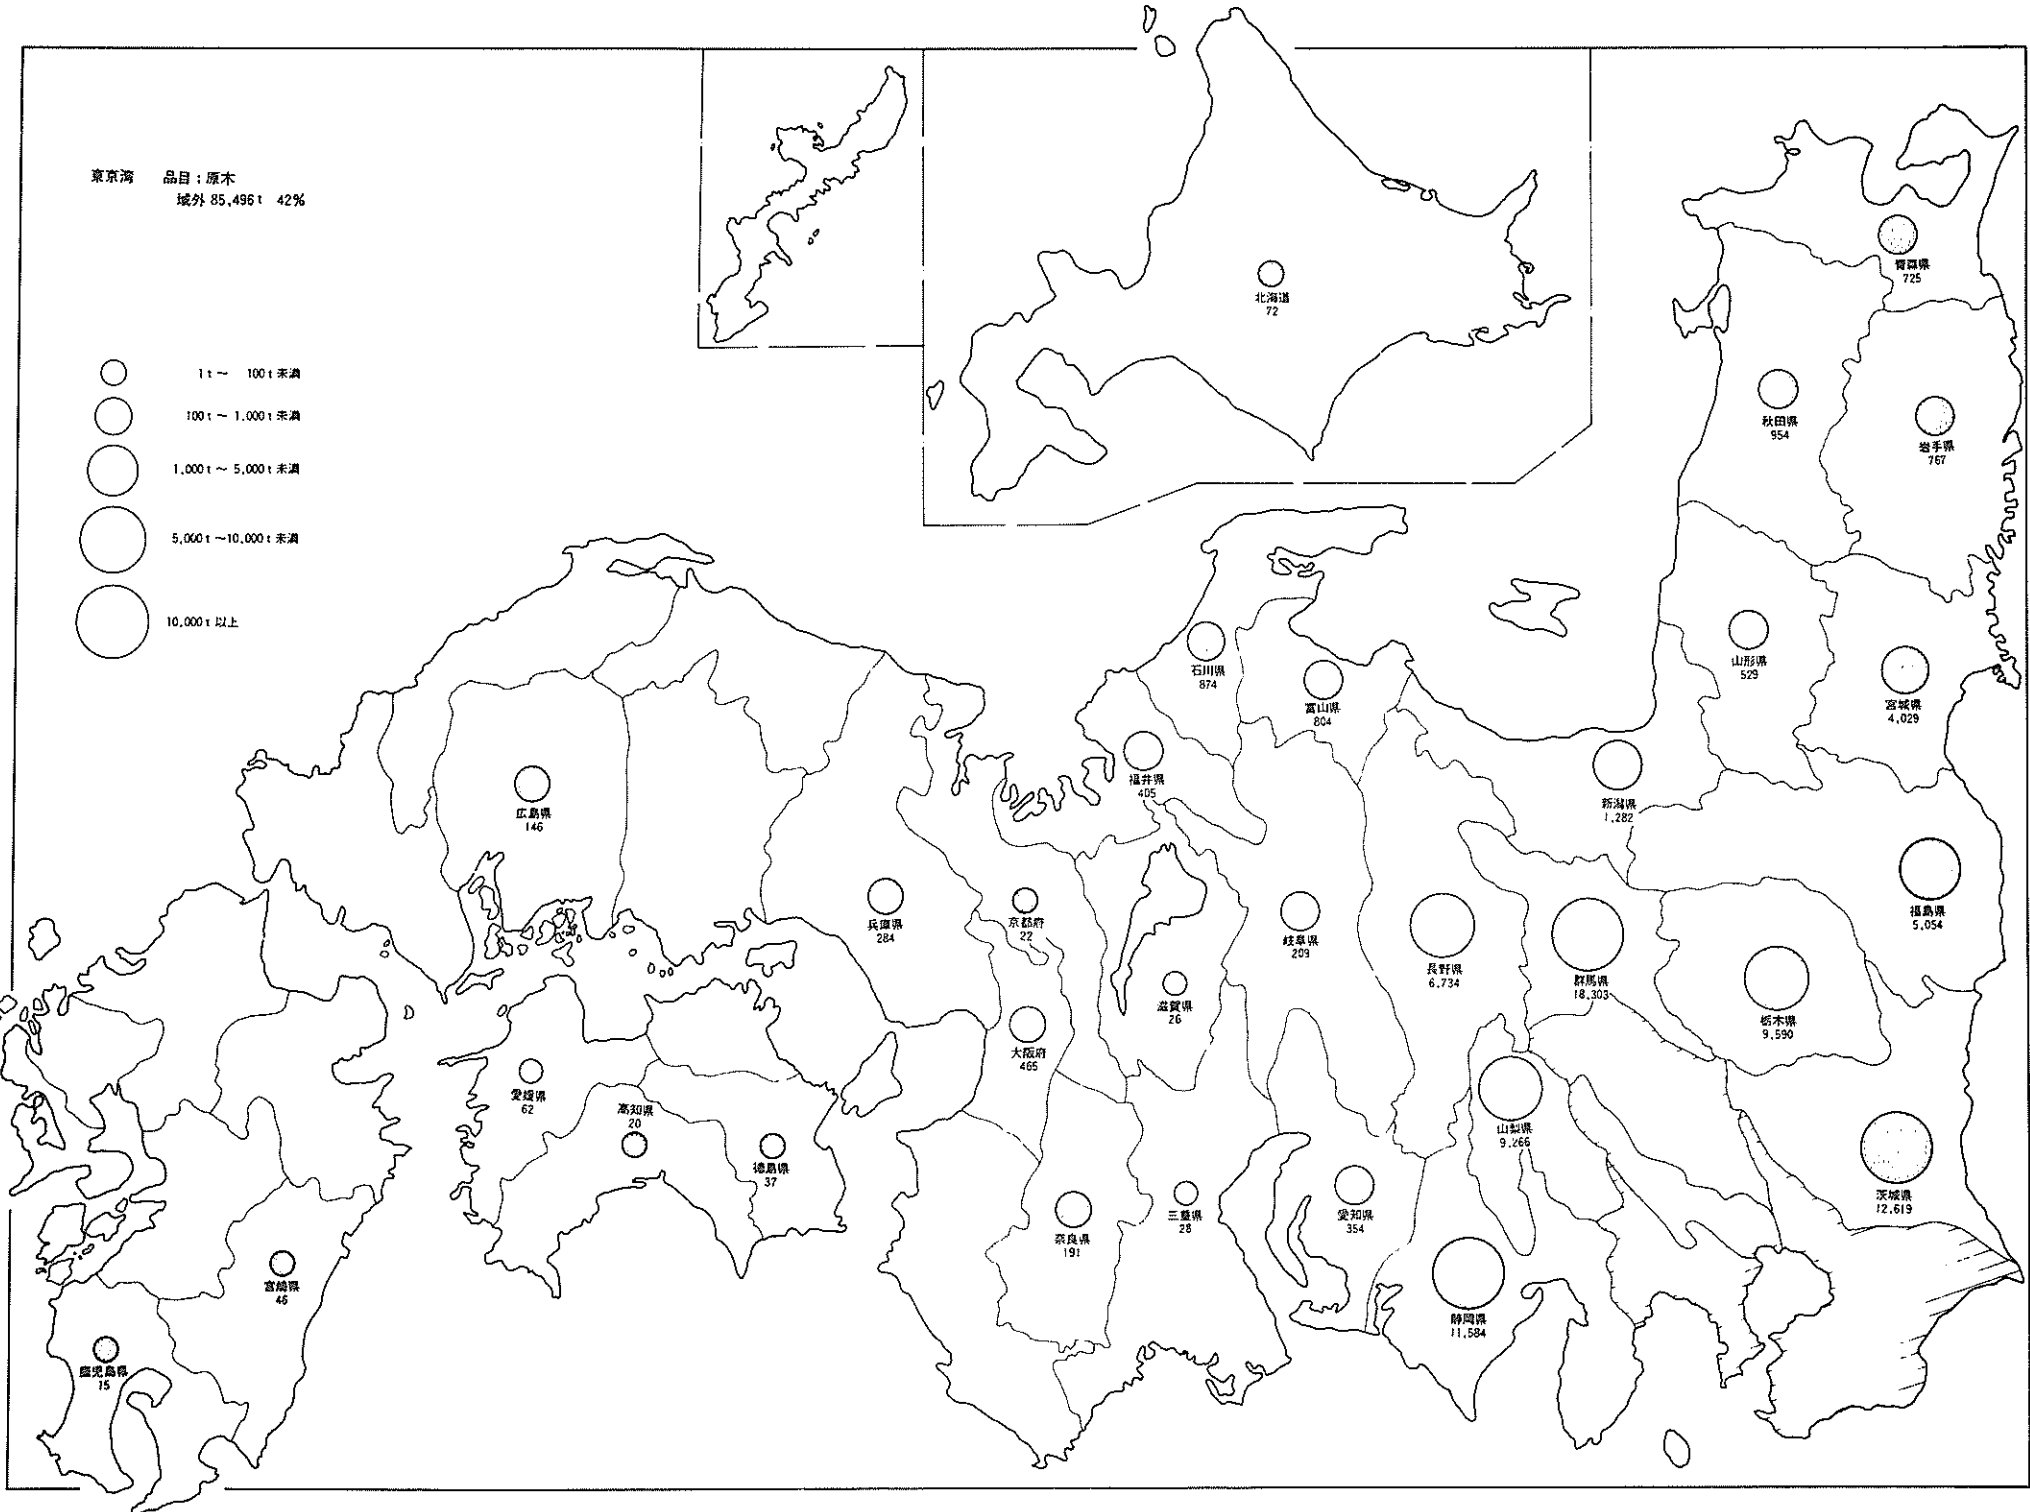 東京湾 品目；原木
域外 85,496t 42%
1t〜 100t未満
100t〜1,000t未満
1,000t〜5,000t未満
5,000t〜10,000t未満
10,000t以上
北海道
72
青森県
725
秋田県
954
岩手県
767
山形県
529
宮城県
4,029
石川県
874
富山県
804
福井県
405
新潟県
1,282
福島県
5,054
広島県
146
兵庫県
284
京都府
22
滋賀県
26
岐阜県
209
長野県
6,734
群馬県
18,303
栃木県
9,590
大阪府
465
愛媛県
62
高知県
20
徳島県
37
山梨県
9,266
茨城県
12,619
奈良県
191
三重県
28
愛知県
354
静岡県
11,584
宮崎県
46
鹿児島県
15